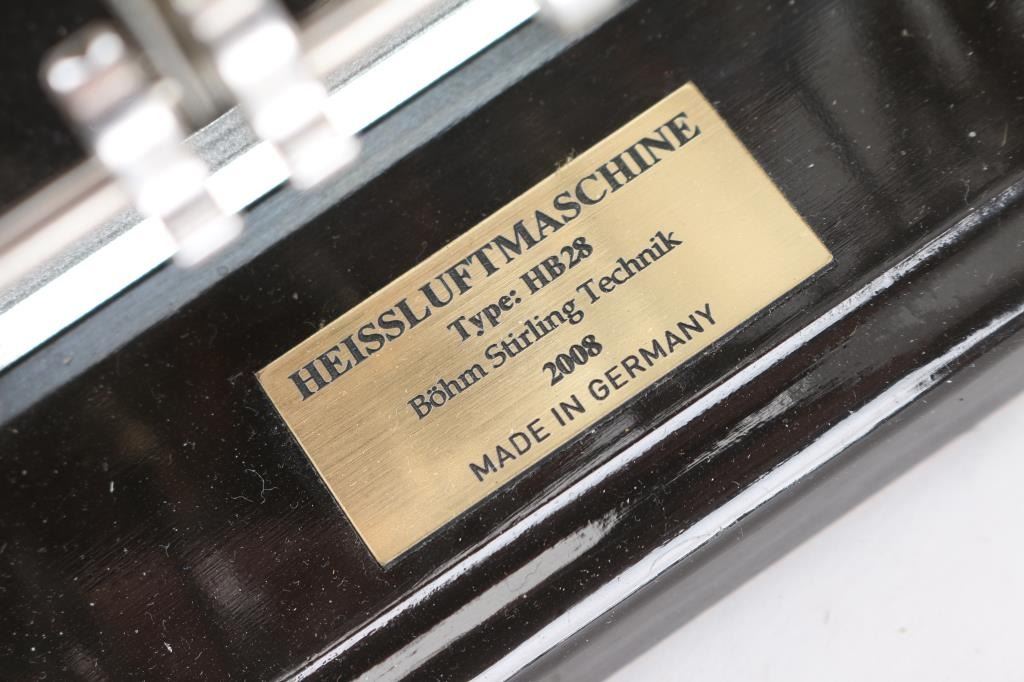 HEISSLUFTMASCHINE
Type: HB28
Böhm Stirling Technik
2008
MADE IN GERMANY